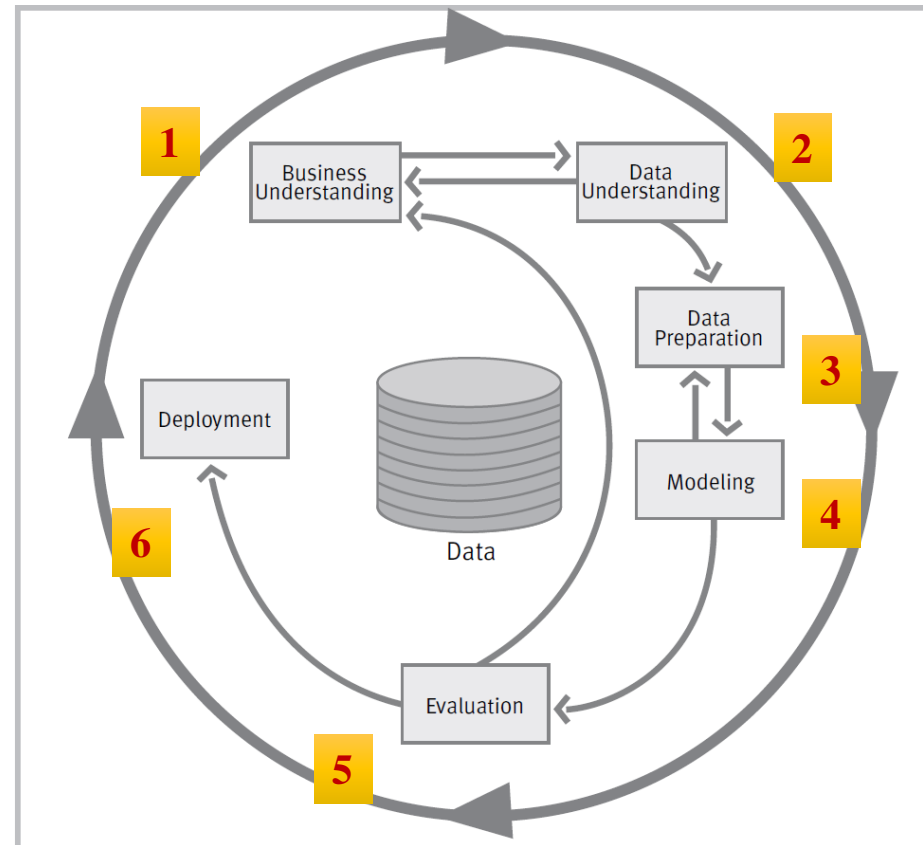 1
2
Business
Understanding
Data
Understanding
Data
Preparation
3
Deployment
Modeling
4
6
Data
Evaluation
5